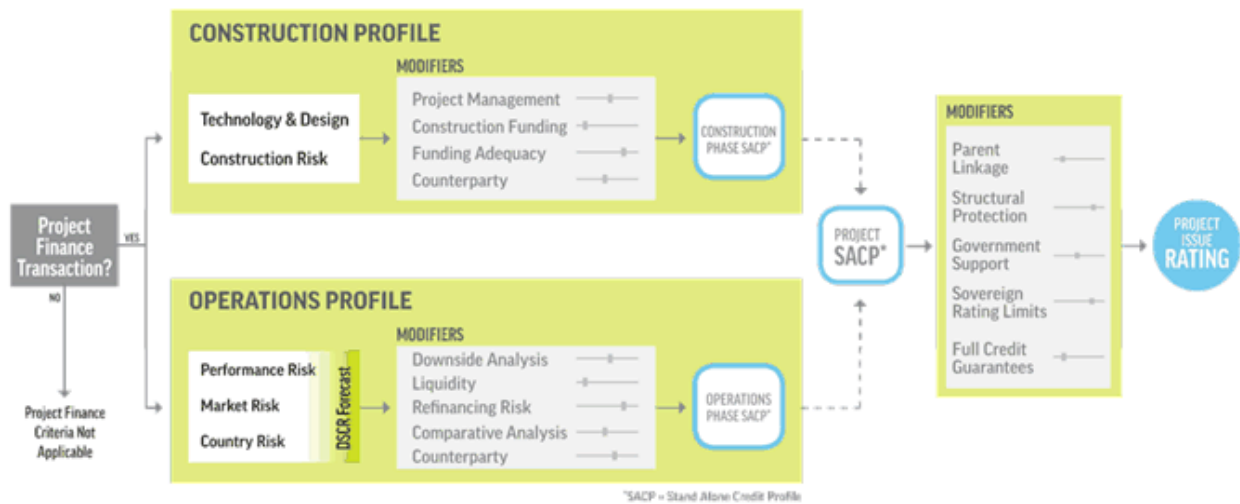 CONSTRUCTION PROFILE
MODIFIERS
Technology & Design
Construction Risk
Project Management
Construction Funding
Funding Adequacy
Counterparty
CONSTRUCTION
PHASE SACP*
Project
Finance
Transaction?
YES
NO
Project Finance
Criteria Not
Applicable
OPERATIONS PROFILE
MODIFIERS
Performance Risk
Market Risk
Country Risk
DSCR Forecast
Downside Analysis
Liquidity
Refinancing Risk
Comparative Analysis
Counterparty
OPERATIONS
PHASE SACP*
PROJECT
SACP*
MODIFIERS
Parent
Linkage
Structural
Protection
Government
Support
Sovereign
Rating Limits
Full Credit
Guarantees
PROJECT
ISSUE
RATING
*SACP = Stand Alone Credit Profile